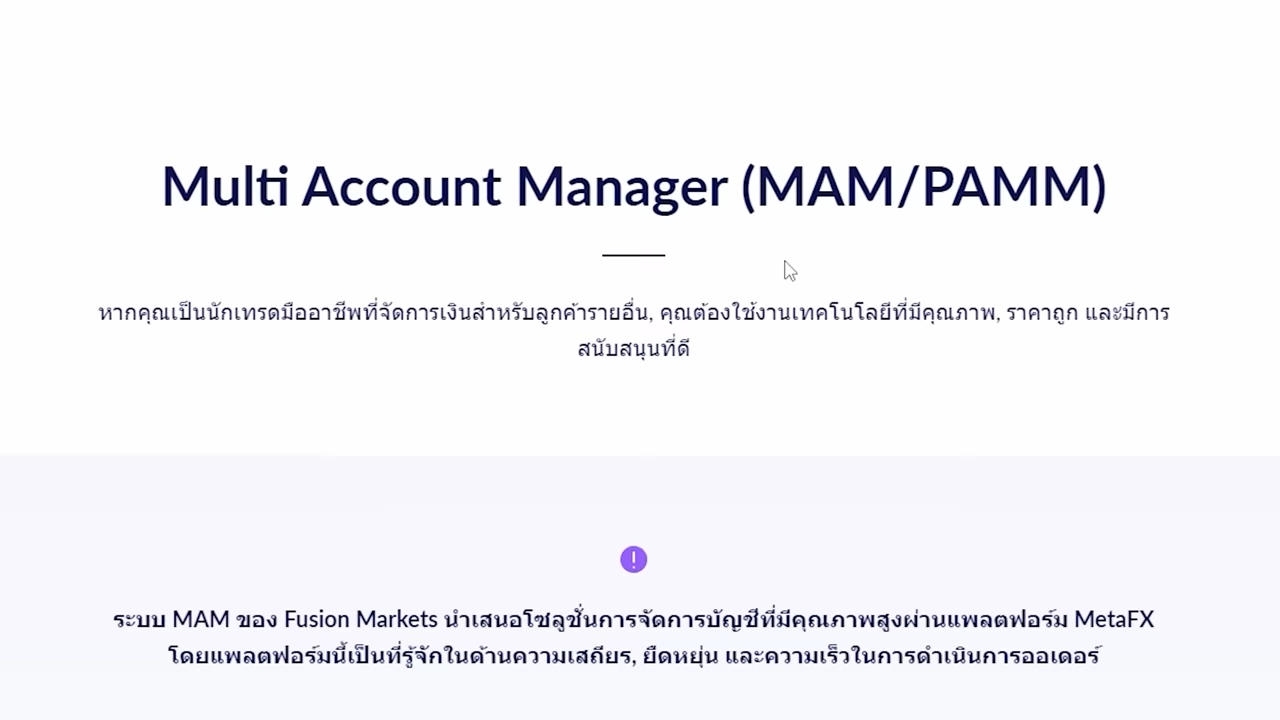 Multi Account Manager (MAM/PAMM)
หากคุณเป็นนักเทรดมืออาชีพที่จัดการเงินสำหรับลูกค้ารายอื่น, คุณต้องใช้งานเทคโนโลยีที่มีคุณภาพ, ราคาถูก และมีการ
สนับสนุนที่ดี
ระบบ MAM ของ Fusion Markets นำเสนอโซลูชั่นการจัดการบัญชีที่มีคุณภาพสูงผ่านแพลตฟอร์ม MetaFX
โดยแพลตฟอร์มนี้เป็นที่รู้จักในด้านความเสถียร, ยืดหยุ่น และความเร็วในการดำเนินการออเดอร์